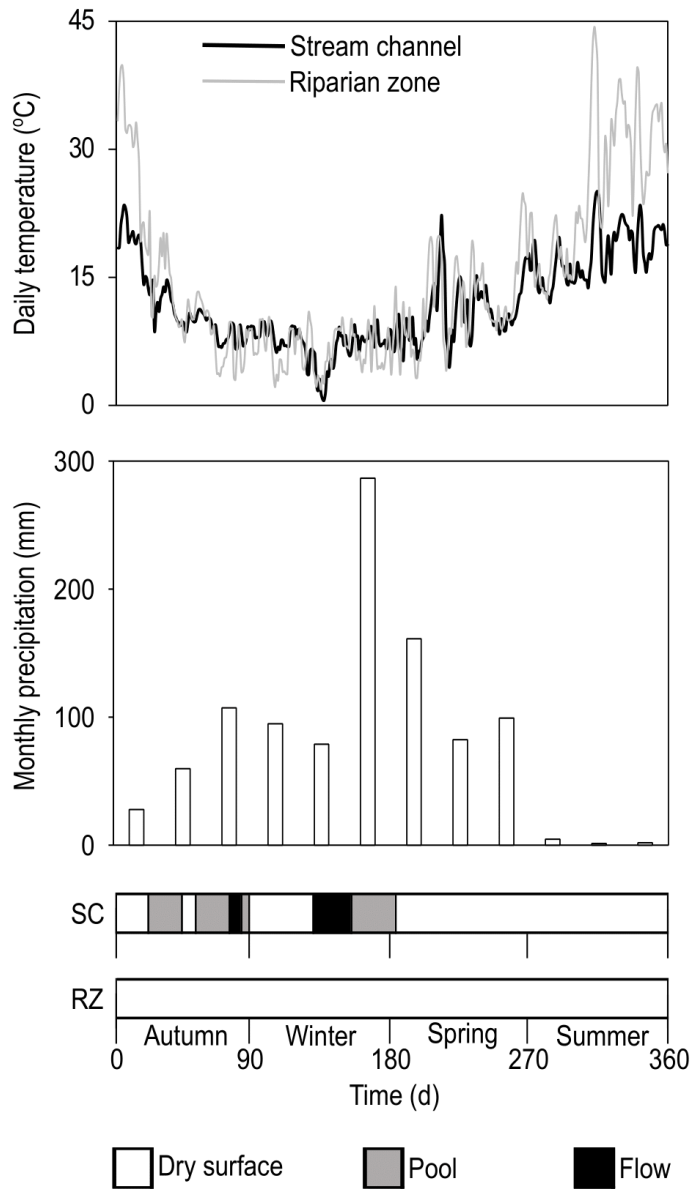 45
Stream channel
Riparian zone
30
15
0
Daily temperature (ºC)
300
200
100
0
Monthly precipitation (mm)
SC
RZ
Autumn Winter Spring Summer
0 90 180 270 360
Time (d)
Dry surface Pool Flow